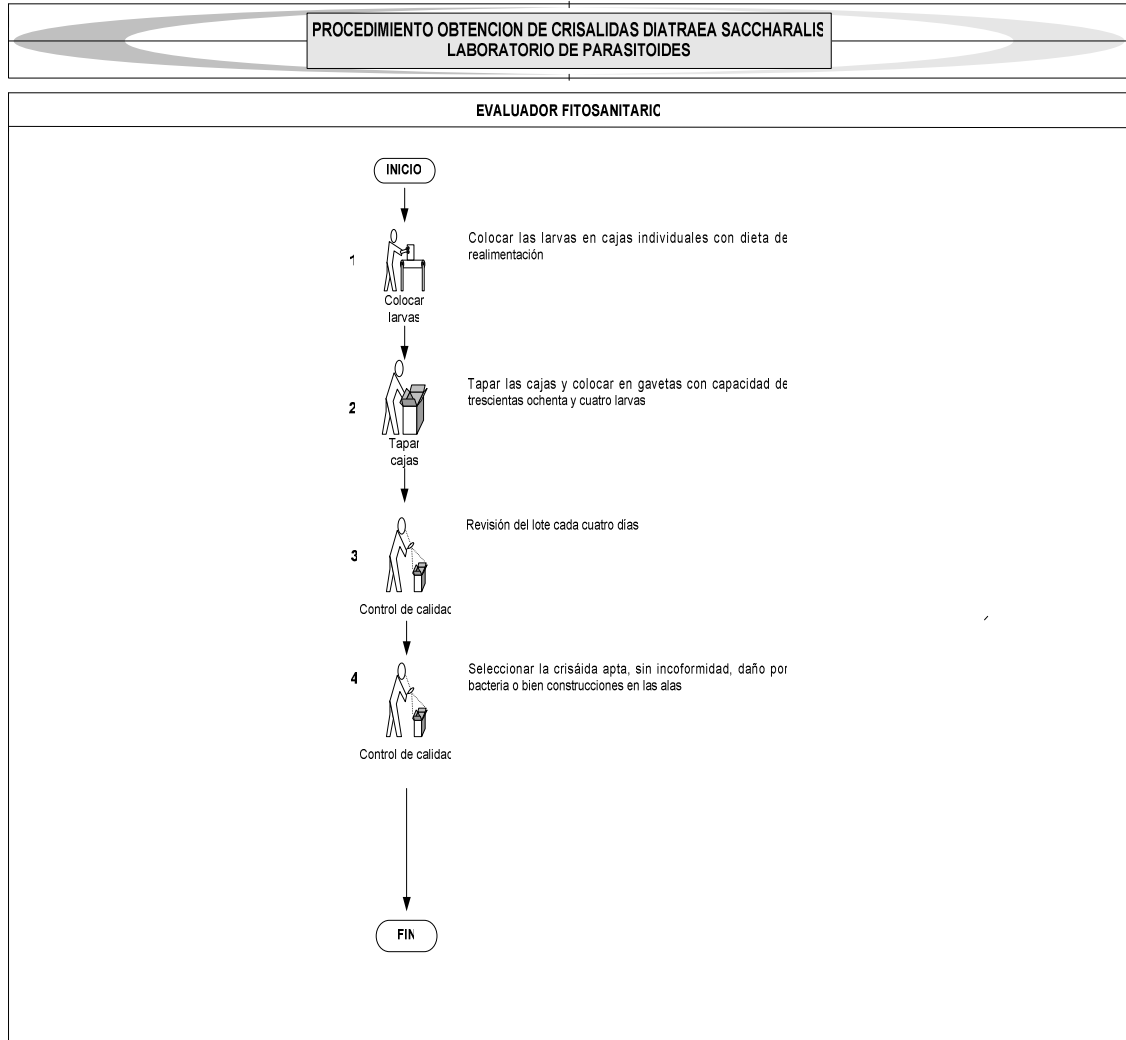 PROCEDIMIENTO OBTENCION DE CRISALIDAS DIATRAEA SACCHARALIS
LABORATORIO DE PARASITOIDES
EVALUADOR FITOSANITARIO
INICIO
1
Colocar las larvas en cajas individuales con dieta de
realimentación
Colocar
larvas
2
Tapar las cajas y colocar en gavetas con capacidad de
trescientas ochenta y cuatro larvas
Tapar
cajas
3
Revisión del lote cada cuatro días
Control de calidad
4
Seleccionar la crisáida apta, sin incoformidad, daño por
bacteria o bien construcciones en las alas
Control de calidad
FIN